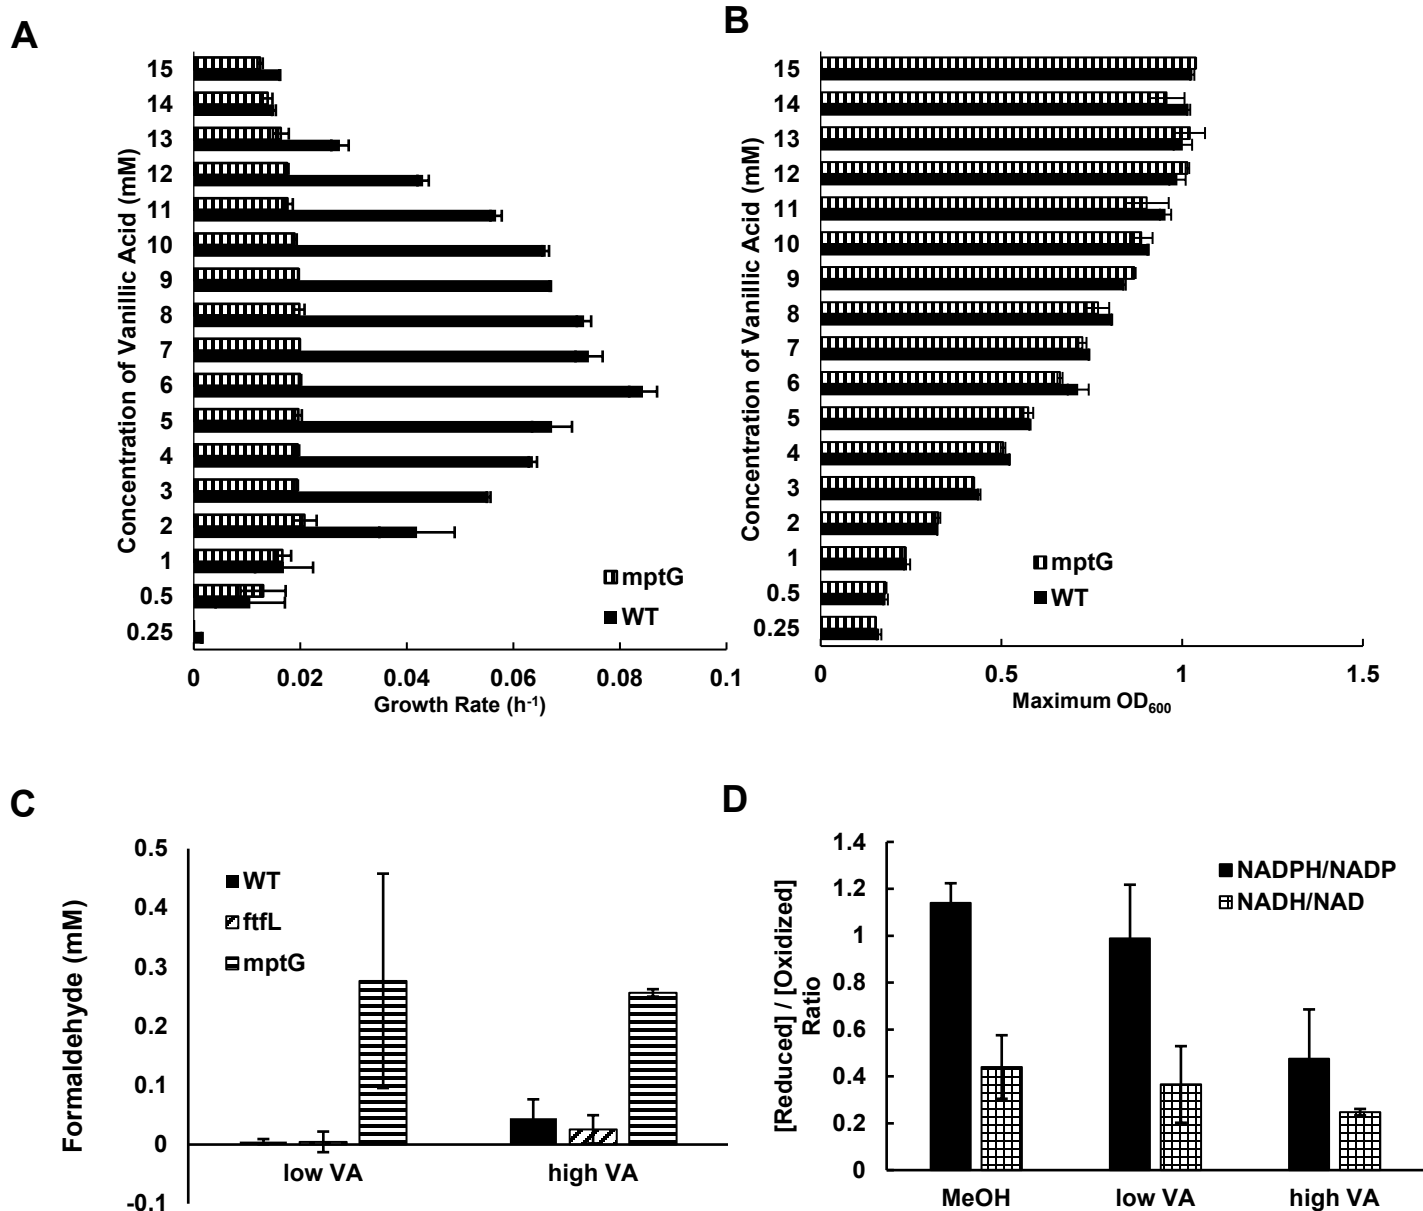 A
Concentration of Vanillic Acid (mM)
15
14
13
12
11
10
9
8
7
6
5
4
3
2
1
0.5
0.25
mptG
WT
0 0.02 0.04 0.06 0.08 0.1
Growth Rate (h-1)
B
Concentration of Vanillic Acid (mM)
15
14
13
12
11
10
9
8
7
6
5
4
3
2
1
0.5
0.25
mptG
WT
0 0.5 1 1.5
Maximum OD600
C
Formaldehyde (mM)
0.5
0.4
0.3
0.2
0.1
0
-0.1
WT
ftfL
mptG
low VA high VA
D
[Reduced] / [Oxidized]
Ratio
1.4
1.2
1
0.8
0.6
0.4
0.2
0
NADPH/NADP
NADH/NAD
MeOH low VA high VA